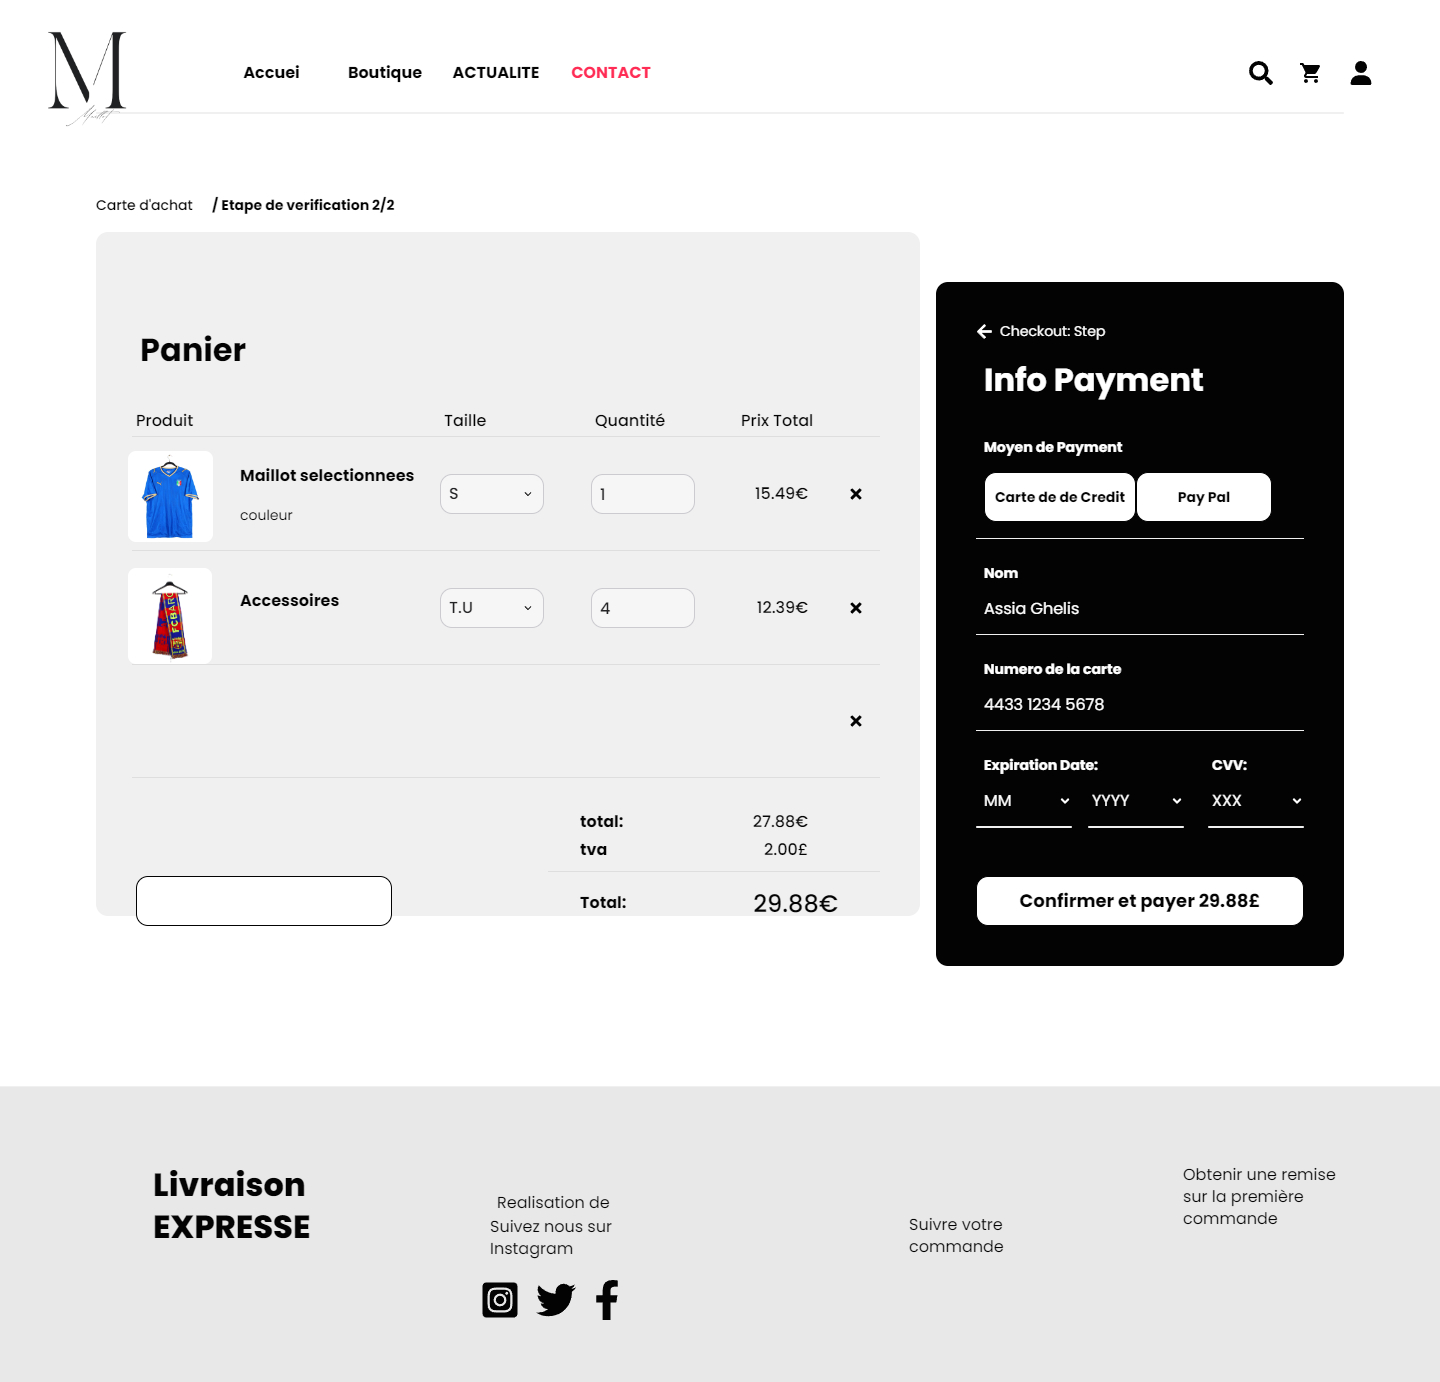 M
Maillot
Accuei Boutique ACTUALITE CONTACT
Carte d'achat / Etape de verification 2/2
Panier
Produit Taille Quantité Prix Total
Maillot selectionnees
couleur
S 1 15.49€
Accessoires
FCBARC
T.U 4 12.39€
total: 27.88€
tva 2.00£
Total: 29.88€
Checkout: Step
Info Payment
Moyen de Payment
Carte de de Credit Pay Pal
Nom
Assia Ghelis
Numero de la carte
4433 1234 5678
Expiration Date: CVV:
MM YYYY XXX
Confirmer et payer 29.88£
Livraison
EXPRESSE
Realisation de
Suivez nous sur
Instagram
Suivre votre
commande
Obtenir une remise
sur la première
commande